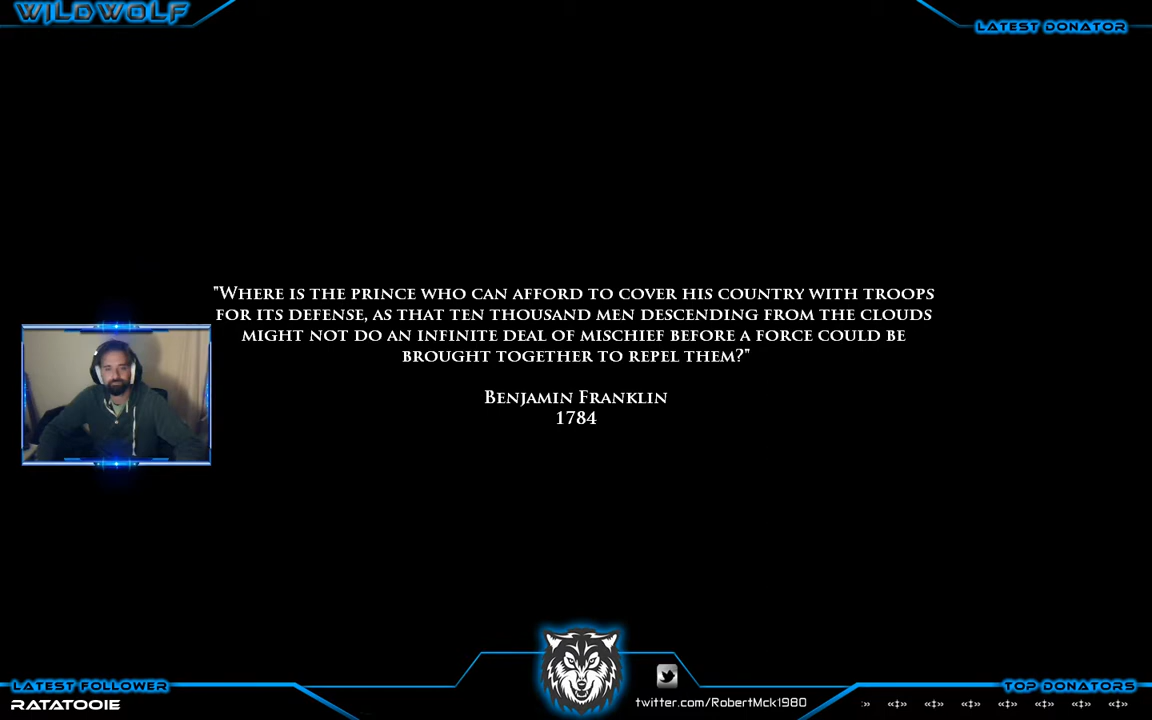 WILDWOLF
LATEST DONATOR
"Where is the prince who can afford to cover his country with troops
for its defense, as that ten thousand men descending from the clouds
might not do an infinite deal of mischief before a force could be
brought together to repel them?"
Benjamin Franklin
1784
LATEST FOLLOWER
RATATOOIE
twitter.com/RobertMck1980
TOP DONATORS
«‡» «‡» «‡» «‡» «‡» «‡» «‡»